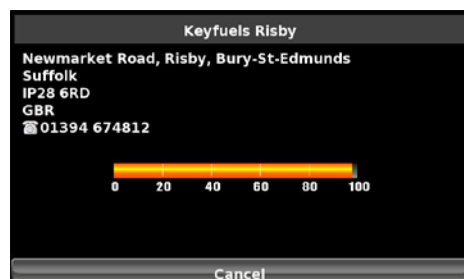 Keyfuels Risby
Newmarket Road, Risby, Bury-St-Edmunds
Suffolk
IP28 6RD
GBR
☎01394 674812
0 20 40 60 80 100
Cancel